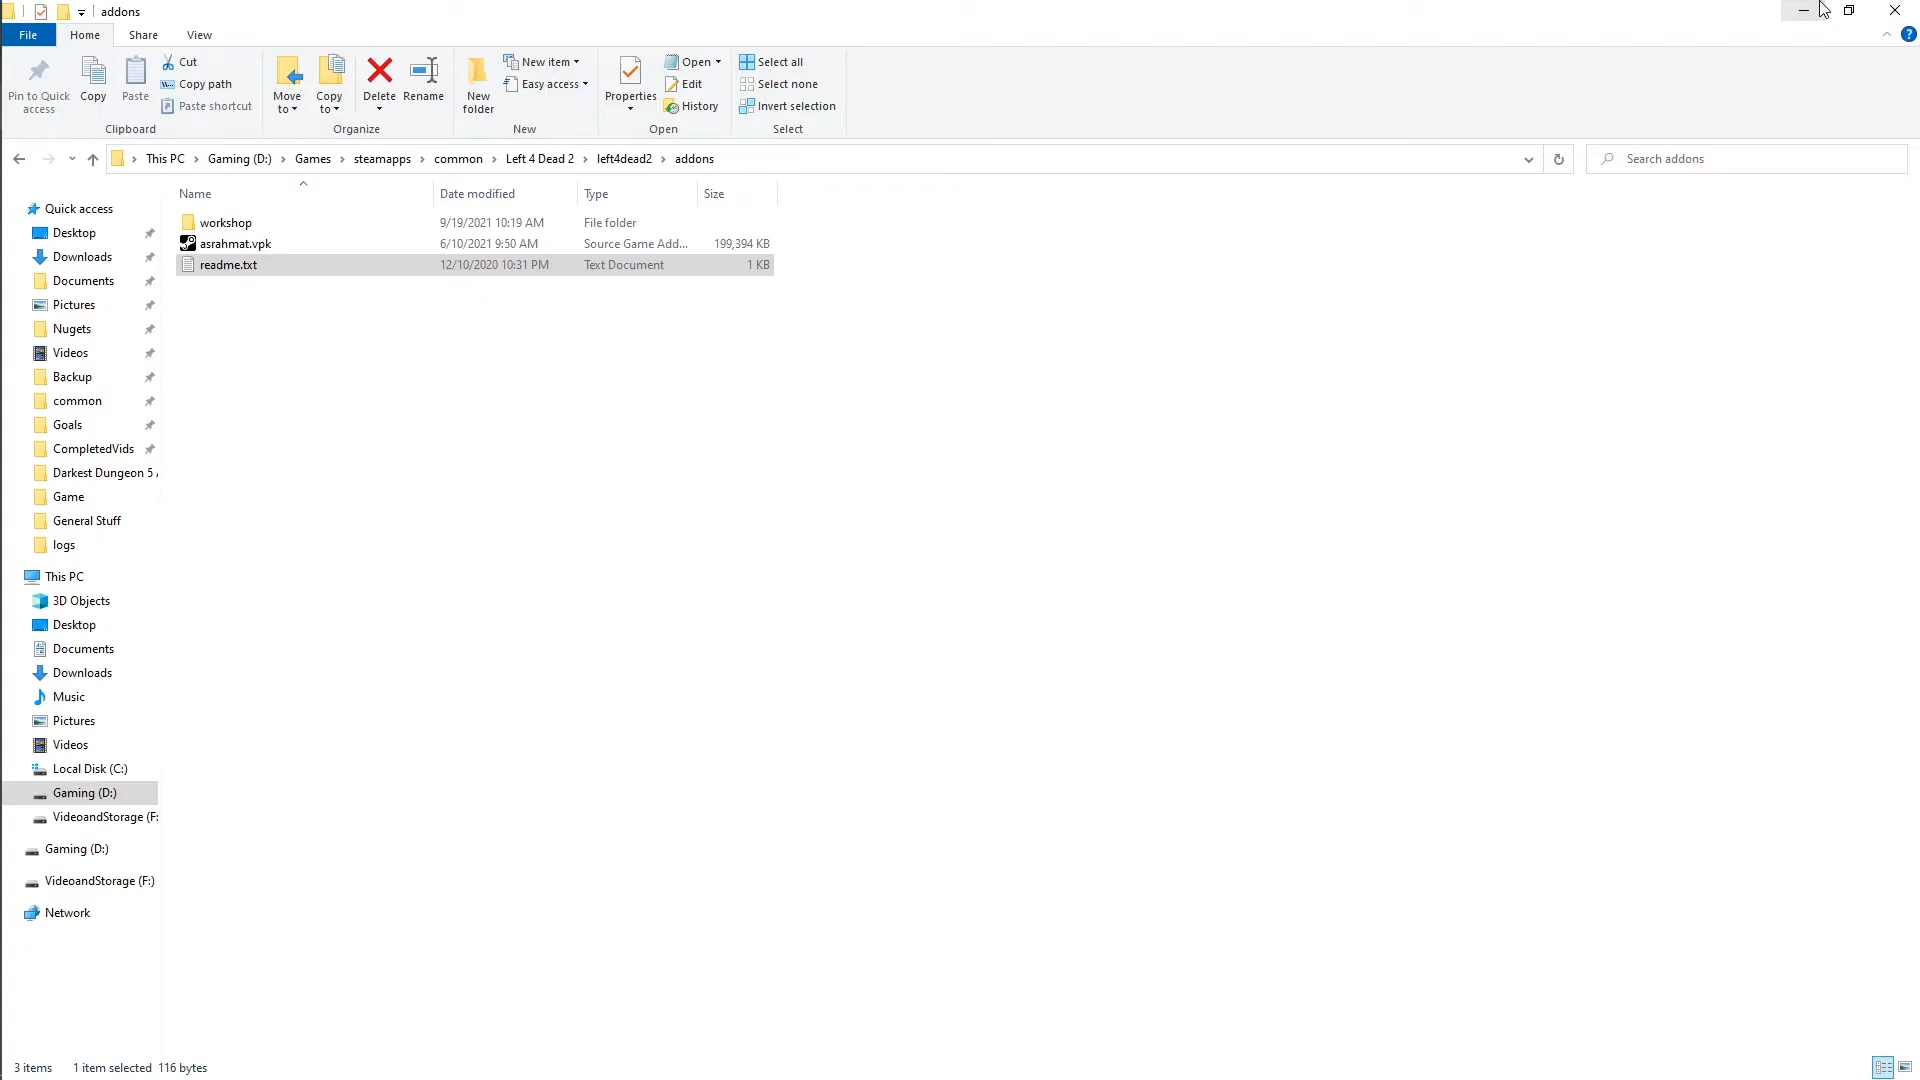 addons
File Home Share View
Pin to Quick access
Copy
Paste
Cut
Copy path
Paste shortcut
Clipboard
Move to
Copy to
Delete
Rename
Organize
New folder
New item
Easy access
New
Properties
Open
Edit
History
Open
Select all
Select none
Invert selection
Select
This PC Gaming (D:) Games steamapps common Left 4 Dead 2 left4dead2 addons
Search addons
Name Date modified Type Size
workshop 9/19/2021 10:19 AM File folder
asrahmat.vpk 6/10/2021 9:50 AM Source Game Add... 199,394 KB
readme.txt 12/10/2020 10:31 PM Text Document 1 KB
Quick access
Desktop
Downloads
Documents
Pictures
Nugets
Videos
Backup
common
Goals
CompletedVids
Darkest Dungeon 5
Game
General Stuff
logs
This PC
3D Objects
Desktop
Documents
Downloads
Music
Pictures
Videos
Local Disk (C:)
Gaming (D:)
VideoandStorage (F:
Gaming (D:)
VideoandStorage (F:)
Network
3 items 1 item selected 116 bytes